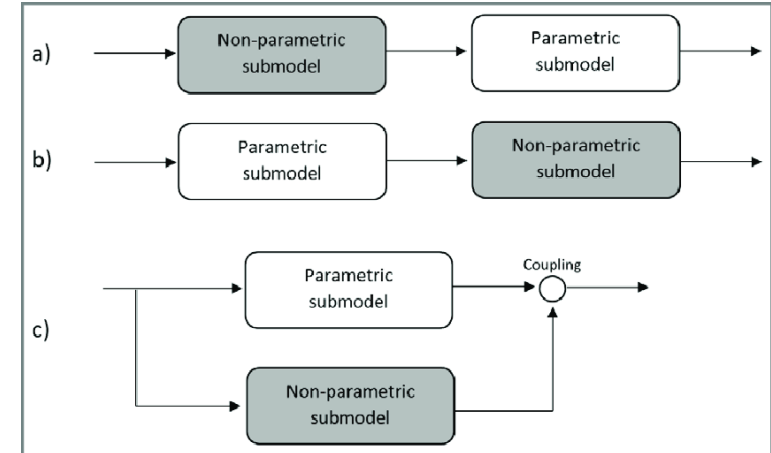 a)
Non-parametric
submodel
Parametric
submodel
b)
Parametric
submodel
Non-parametric
submodel
c)
Parametric
submodel
Coupling
Non-parametric
submodel